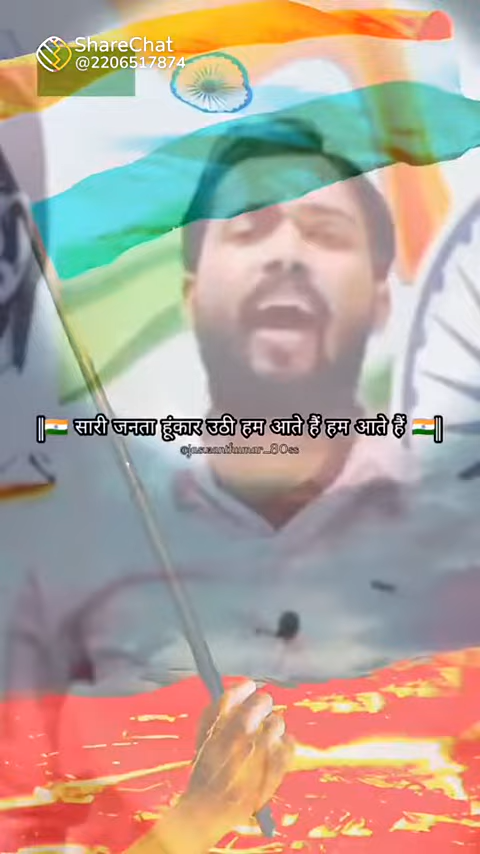 ShareChat
@2206517874
||🇮🇳 सारी जनता हूंकार उठी हम आते हैं हम आते हैं 🇮🇳||